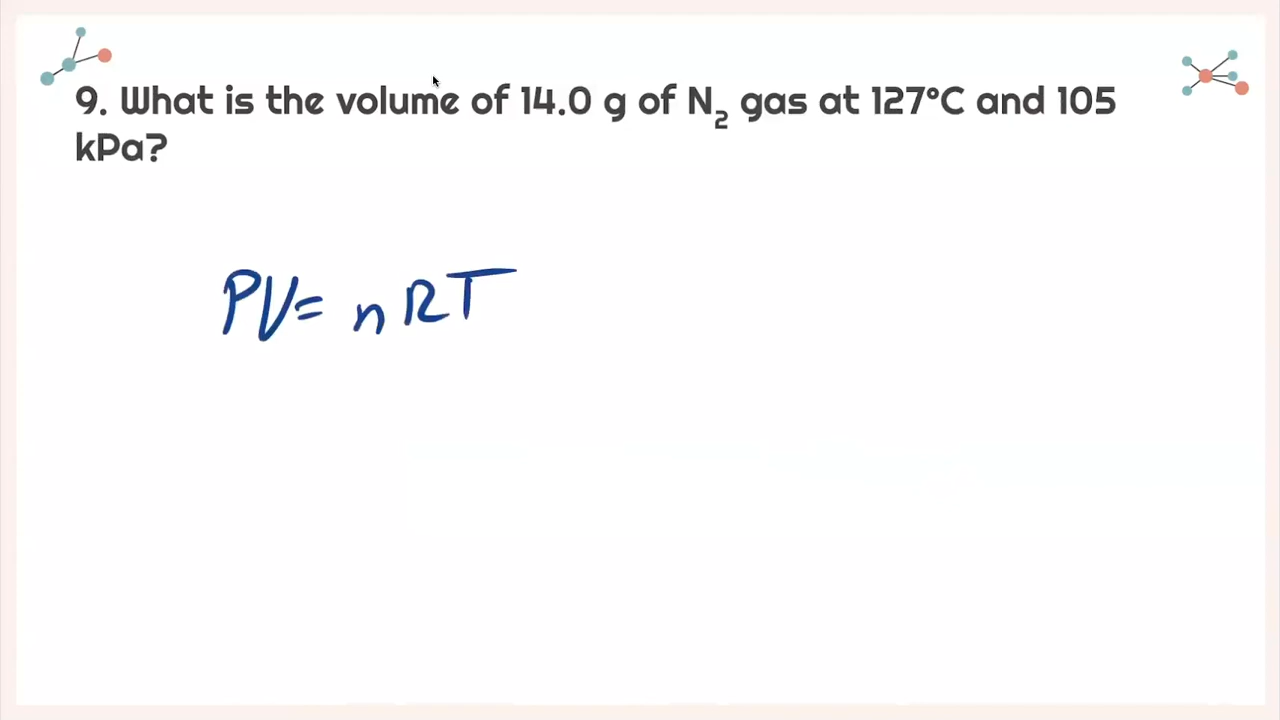 9. What is the volume of 14.0 g of N₂ gas at 127°C and 105
kPa?
PV= nRT